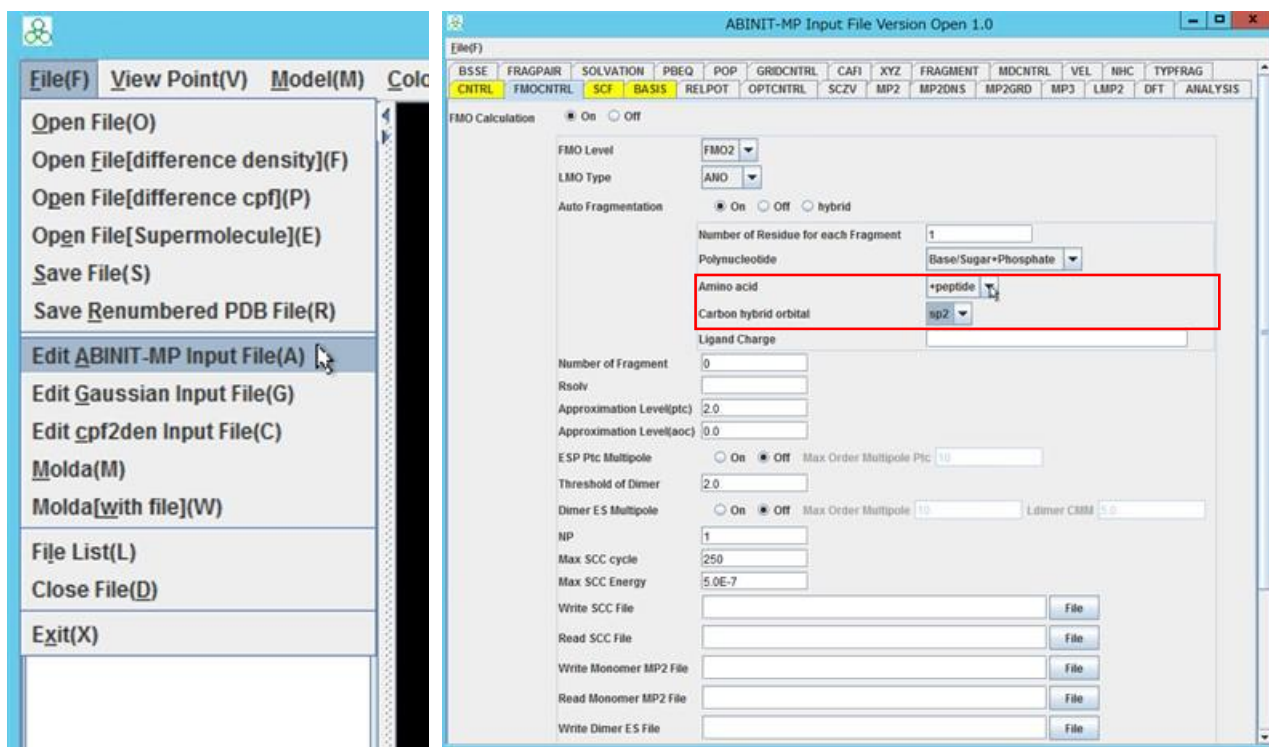 File(F) View Point(V) Model(M) Colo
Open File(O)
Open File[difference density](F)
Open File[difference cpf](P)
Open File[Supermolecule](E)
Save File(S)
Save Renumbered PDB File(R)
Edit ABINIT-MP Input File(A)
Edit Gaussian Input File(G)
Edit cpf2den Input File(C)
Molda(M)
Molda[with file](W)
File List(L)
Close File(D)
Exit(X)
ABINIT-MP Input File Version Open 1.0
File(F)
BSSE FRAGPAIR SOLVATION PBEQ POP GRIDCNTRL CAFI XYZ FRAGMENT MDCNTRL VEL NHC TYPFRAG
CNTRL FMOCNTRL SCF BASIS RELPOT OPTCNTRL SCZV MP2 MP2DNS MP2GRD MP3 LMP2 DFT ANALYSIS
FMO Calculation On Off
FMO Level FMO2
LMO Type ANO
Auto Fragmentation On Off hybrid
Number of Residue for each Fragment 1
Polynucleotide Base/Sugar+Phosphate
Amino acid +peptide
Carbon hybrid orbital sp2
Ligand Charge
Number of Fragment 0
Rsolv
Approximation Level(ptc) 2.0
Approximation Level(aoc) 0.0
ESP Ptc Multipole On Off Max Order Multipole Ptc 10
Threshold of Dimer 2.0
Dimer ES Multipole On Off Max Order Multipole 10 Ldimer CMM 5.0
NP 1
Max SCC cycle 250
Max SCC Energy 5.0E-7
Write SCC File File
Read SCC File File
Write Monomer MP2 File File
Read Monomer MP2 File File
Write Dimer ES File File